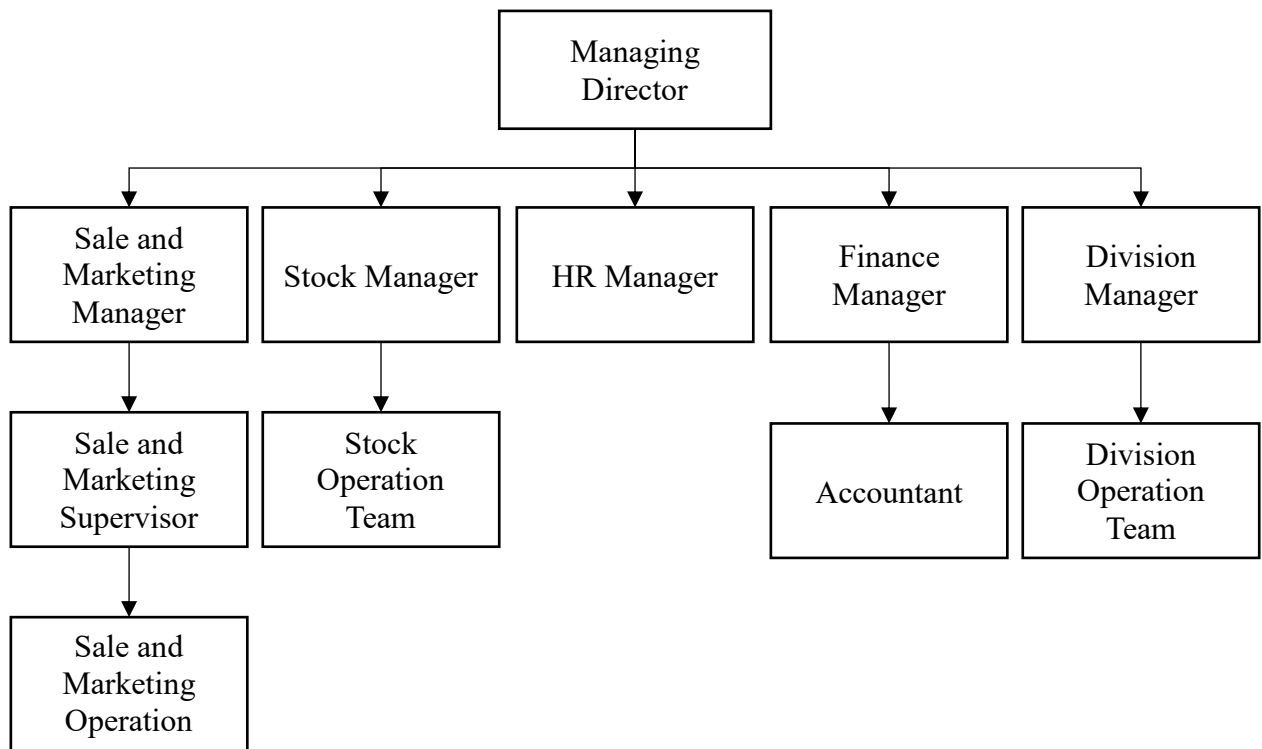 Managing
Director
Sale and
Marketing
Manager
Stock Manager
HR Manager
Finance
Manager
Division
Manager
Sale and
Marketing
Supervisor
Stock
Operation
Team
Accountant
Division
Operation
Team
Sale and
Marketing
Operation